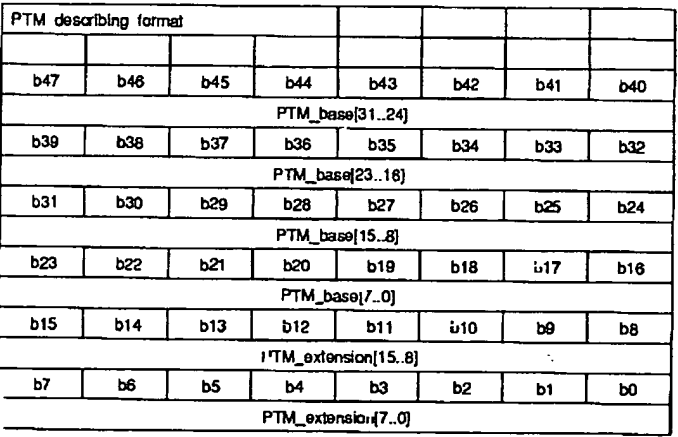 PTM describing format
b47 b46 b45 b44 b43 b42 b41 b40
PTM_base[31..24]
b39 b38 b37 b36 b35 b34 b33 b32
PTM_base[23..16]
b31 b30 b29 b28 b27 b26 b25 b24
PTM_base[15..8]
b23 b22 b21 b20 b19 b18 b17 b16
PTM_base[7..0]
b15 b14 b13 b12 b11 b10 b9 b8
PTM_extension[15..8]
b7 b6 b5 b4 b3 b2 b1 b0
PTM_extension[7..0]